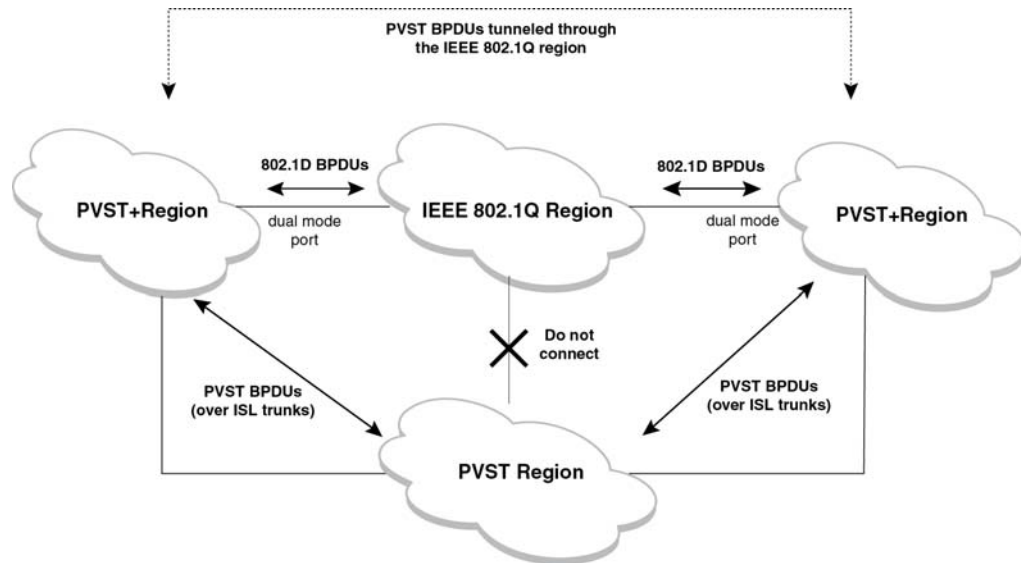 PVST BPDUs tunneled through
the IEEE 802.1Q region
802.1D BPDUs
802.1D BPDUs
PVST+Region
IEEE 802.1Q Region
PVST+Region
dual mode
port
dual mode
port
Do not
connect
PVST BPDUs
(over ISL trunks)
PVST BPDUs
(over ISL trunks)
PVST Region